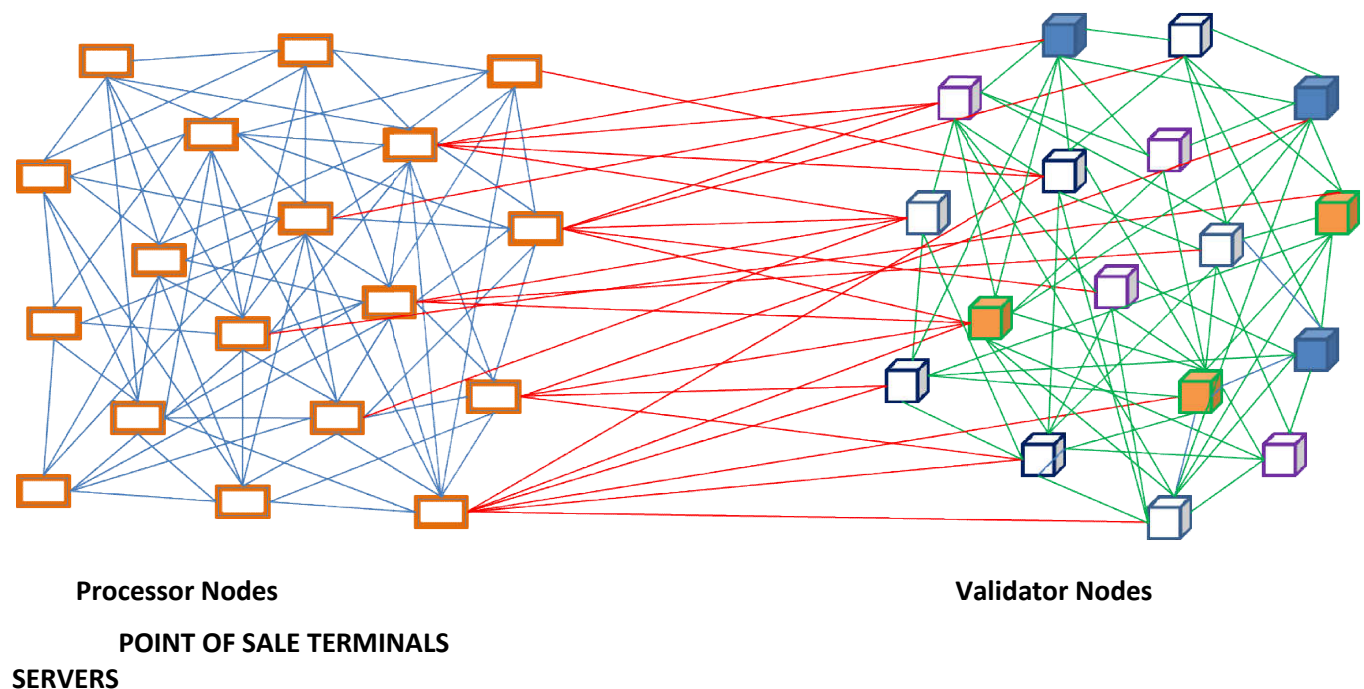 Processor Nodes Validator Nodes
POINT OF SALE TERMINALS
SERVERS